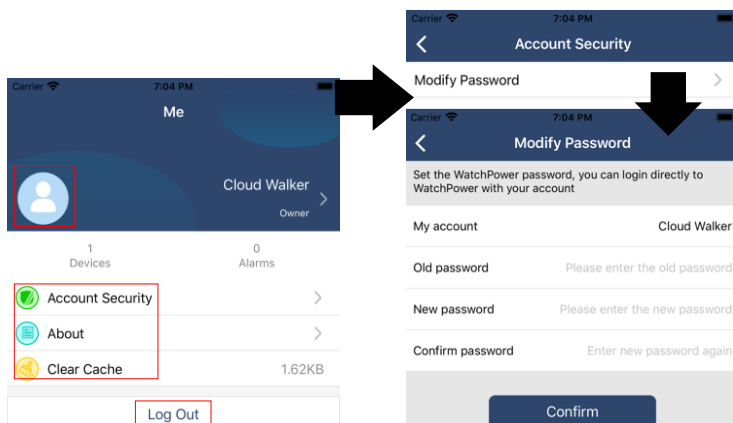 Carrier 7:04 PM
Me
Cloud Walker
Owner
1 0
Devices Alarms
Account Security
About
Clear Cache 1.62KB
Log Out
Carrier 7:04 PM
Account Security
Modify Password
Carrier 7:04 PM
Modify Password
Set the WatchPower password, you can login directly to
WatchPower with your account
My account Cloud Walker
Old password Please enter the old password
New password Please enter the new password
Confirm password Enter new password again
Confirm